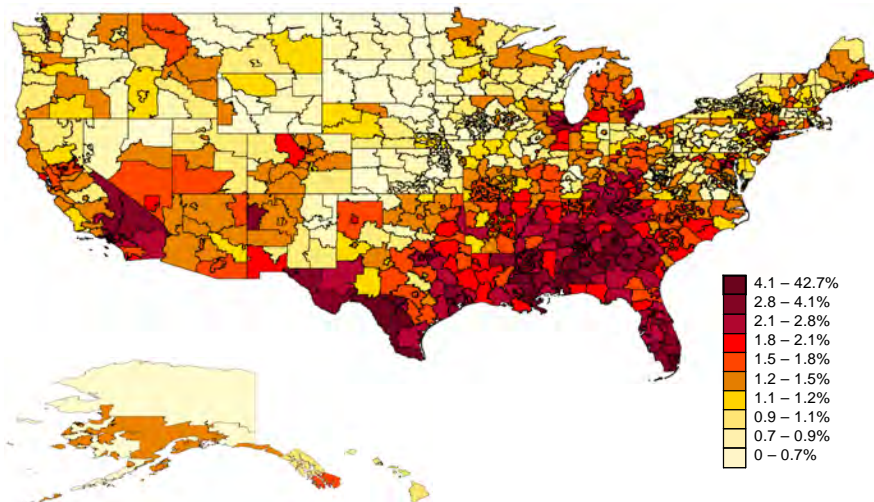 4.1 – 42.7%
2.8 – 4.1%
2.1 – 2.8%
1.8 – 2.1%
1.5 – 1.8%
1.2 – 1.5%
1.1 – 1.2%
0.9 – 1.1%
0.7 – 0.9%
0 – 0.7%